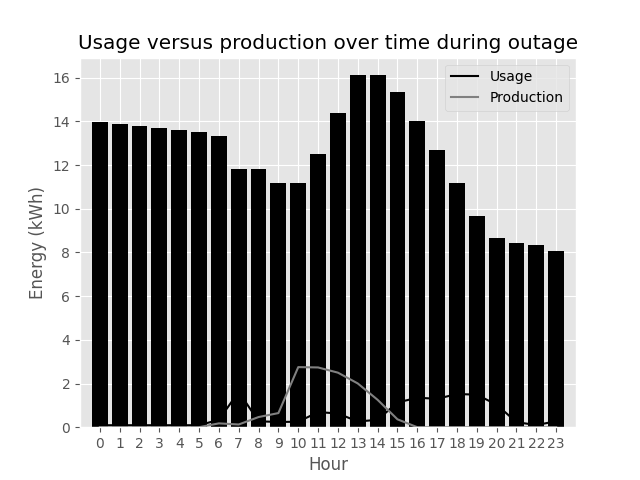 Usage versus production over time during outage
Usage
Production
16
14
12
10
8
6
4
2
0
Energy (kWh)
0 1 2 3 4 5 6 7 8 9 10 11 12 13 14 15 16 17 18 19 20 21 22 23
Hour